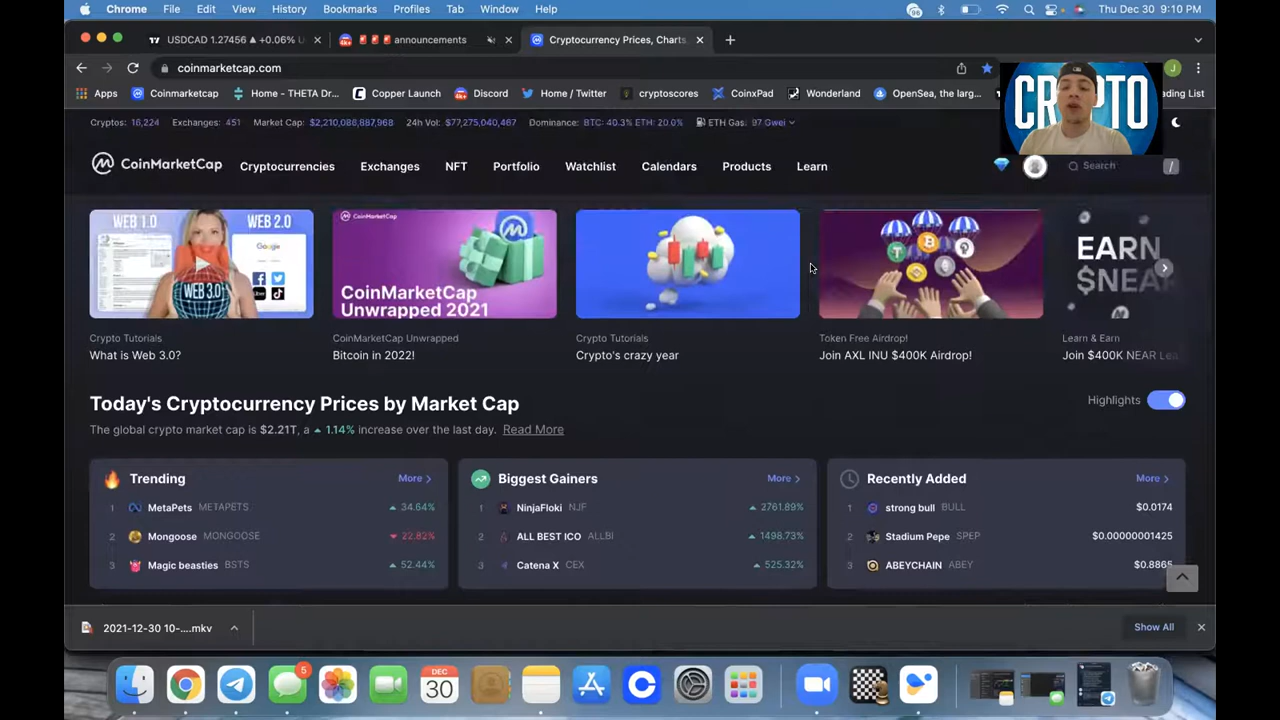 Chrome File Edit View History Bookmarks Profiles Tab Window Help 96 Thu Dec 30 9:10 PM
USDCAD 1.27456 ▲ +0.06% announcements Cryptocurrency Prices, Charts
coinmarketcap.com J
Apps Coinmarketcap Home - THETA Dr... Copper Launch Discord Home / Twitter cryptoscores CoinxPad Wonderland OpenSea, the larg... ding List
CRYPTO
Cryptos: 16,224 Exchanges: 451 Market Cap: $2,210,086,887,968 24h Vol: $77,275,040,467 Dominance: BTC: 40.3% ETH: 20.0% ETH Gas: 97 Gwei
CoinMarketCap Cryptocurrencies Exchanges NFT Portfolio Watchlist Calendars Products Learn Search /
WEB 1.0 WEB 2.0
Google
WEB 3.0
CoinMarketCap
CoinMarketCap
Unwrapped 2021
EARN
$NEA
Crypto Tutorials CoinMarketCap Unwrapped Crypto Tutorials Token Free Airdrop! Learn & Earn
What is Web 3.0? Bitcoin in 2022! Crypto's crazy year Join AXL INU $400K Airdrop! Join $400K NEAR Lea
Today's Cryptocurrency Prices by Market Cap Highlights
The global crypto market cap is $2.21T, a ▲ 1.14% increase over the last day. Read More
Trending More > Biggest Gainers More > Recently Added More >
1 MetaPets METAPETS ▲ 34.64% 1 NinjaFloki NJF ▲ 2761.89% 1 strong bull BULL $0.0174
2 Mongoose MONGOOSE ▼ 22.82% 2 ALL BEST ICO ALLBI ▲ 1498.73% 2 Stadium Pepe SPEP $0.00000001425
3 Magic beasties BSTS ▲ 52.44% 3 Catena X CEX ▲ 525.32% 3 ABEYCHAIN ABEY $0.8865
2021-12-30 10-....mkv Show All
5 DEC
30